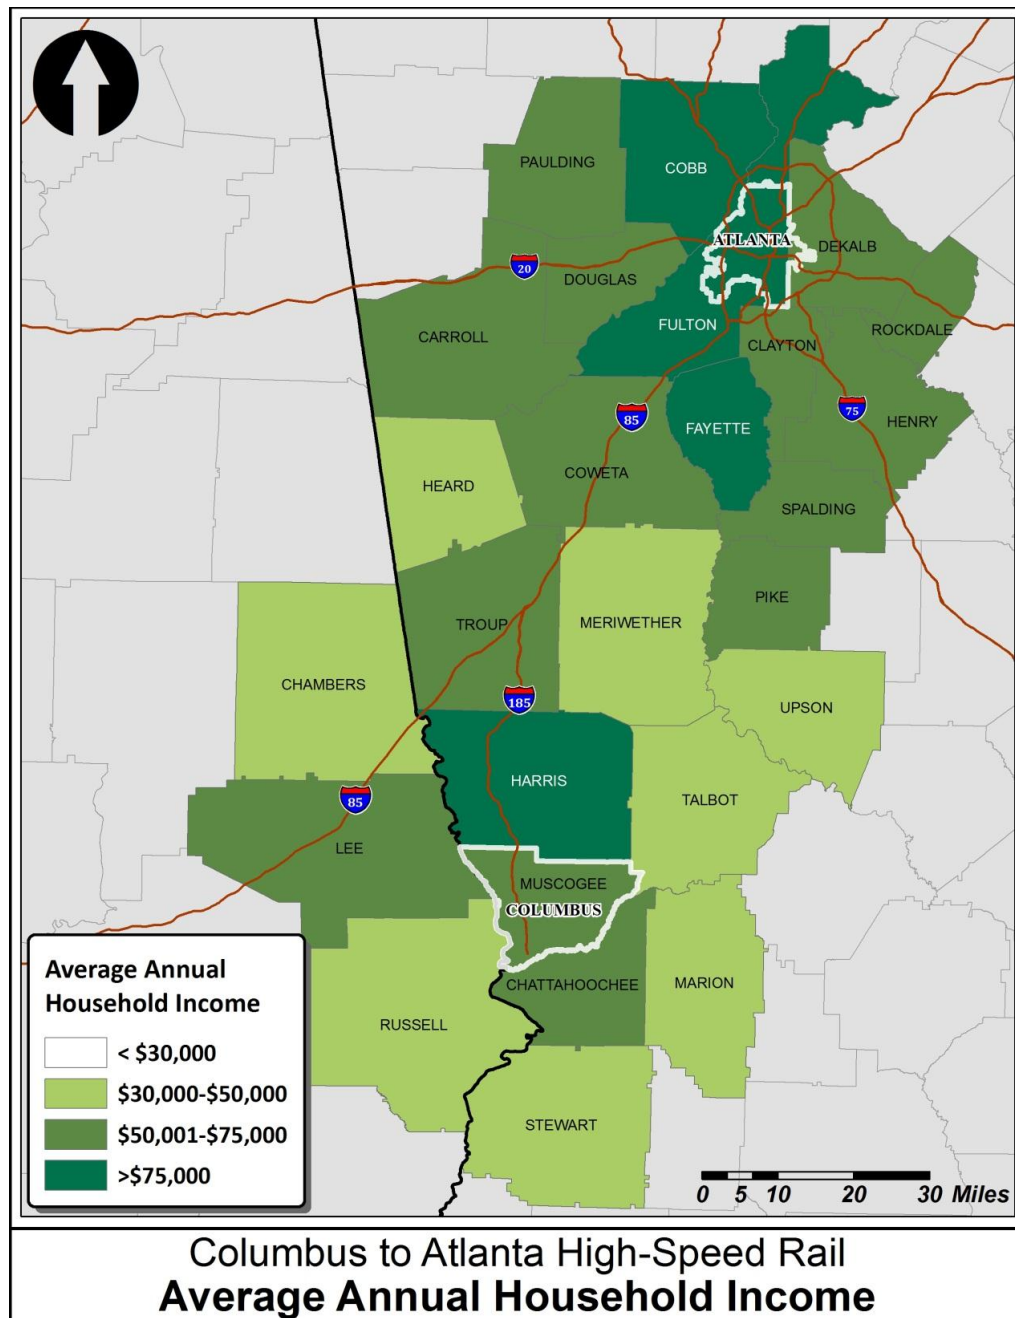 PAULDING
COBB
ATLANTA
DEKALB
20
DOUGLAS
FULTON
CARROLL
CLAYTON
ROCKDALE
85
75
FAYETTE
HENRY
HEARD
COWETA
SPALDING
PIKE
TROUP
MERIWETHER
CHAMBERS
185
UPSON
HARRIS
85
TALBOT
LEE
MUSCOGEE
COLUMBUS
CHATTAHOOCHEE
MARION
RUSSELL
STEWART
Average Annual
Household Income
< $30,000
$30,000-$50,000
$50,001-$75,000
>$75,000
0 5 10 20 30 Miles
Columbus to Atlanta High-Speed Rail
Average Annual Household Income